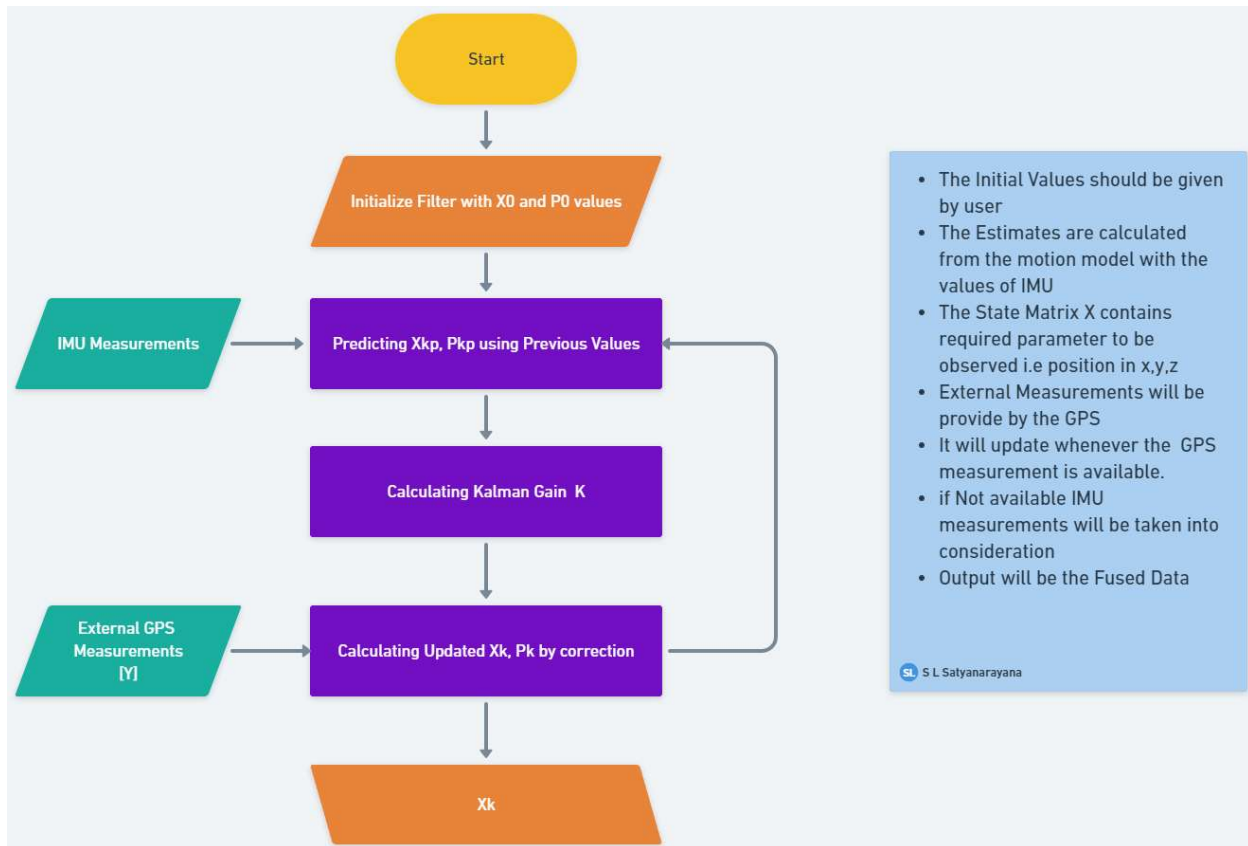 Start
Initialize Filter with X0 and P0 values
IMU Measurements
Predicting Xkp, Pkp using Previous Values
Calculating Kalman Gain K
External GPS
Measurements
[Y]
Calculating Updated Xk, Pk by correction
Xk
• The Initial Values should be given
by user
• The Estimates are calculated
from the motion model with the
values of IMU
• The State Matrix X contains
required parameter to be
observed i.e position in x,y,z
• External Measurements will be
provide by the GPS
• It will update whenever the GPS
measurement is available.
• if Not available IMU
measurements will be taken into
consideration
• Output will be the Fused Data
SL S L Satyanarayana